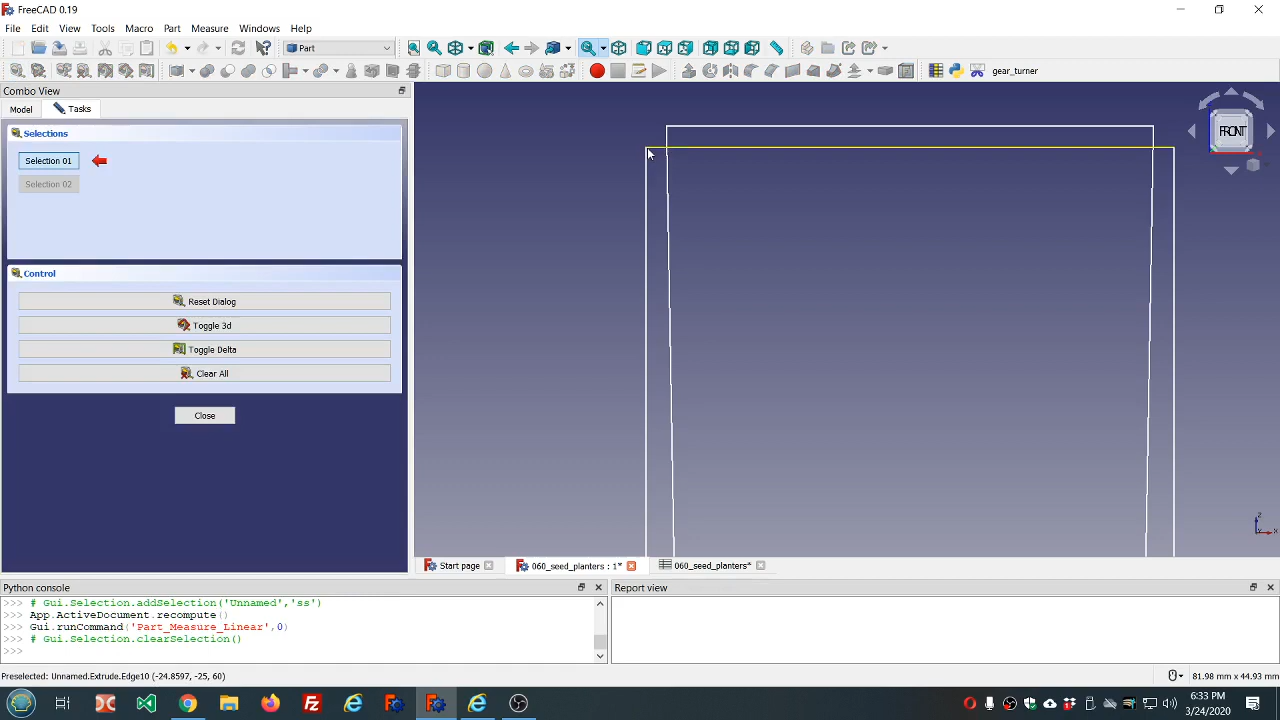 FreeCAD 0.19
File Edit View Tools Macro Part Measure Windows Help
Part
gear_turner
Combo View
Model Tasks
Selections
Selection 01
Selection 02
Control
Reset Dialog
Toggle 3d
Toggle Delta
Clear All
Close
FRONT
Z
X
Start page 060_seed_planters : 1* 060_seed_planters*
Python console
>>> # Gui.Selection.addSelection('Unnamed','ss')
>>> App.ActiveDocument.recompute()
>>> Gui.runCommand('Part_Measure_Linear',0)
>>> # Gui.Selection.clearSelection()
>>>
Report view
Preselected: Unnamed.Extrude.Edge10 (-24.8597, -25, 60)
81.98 mm x 44.93 mm
6:33 PM
3/24/2020